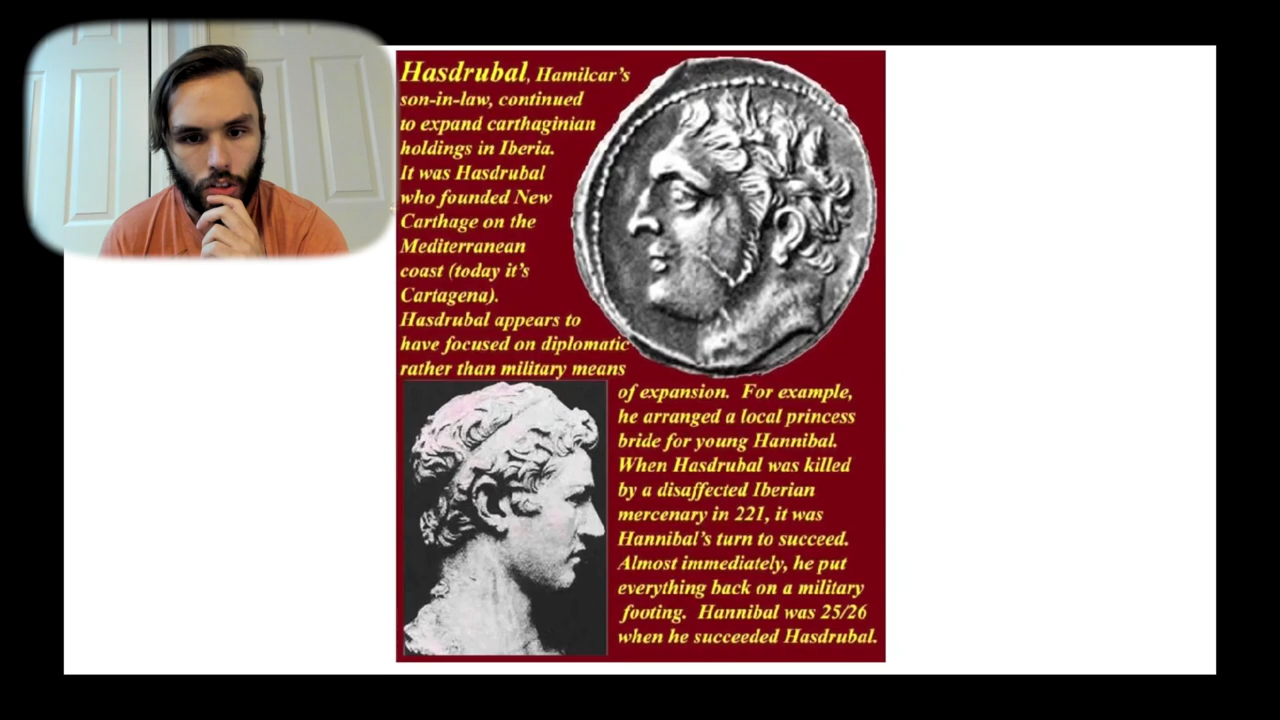 Hasdrubal, Hamilcar's
son-in-law, continued
to expand carthaginian
holdings in Iberia.
It was Hasdrubal
who founded New
Carthage on the
Mediterranean
coast (today it's
Cartagena).
Hasdrubal appears to
have focused on diplomatic
rather than military means
of expansion. For example,
he arranged a local princess
bride for young Hannibal.
When Hasdrubal was killed
by a disaffected Iberian
mercenary in 221, it was
Hannibal's turn to succeed.
Almost immediately, he put
everything back on a military
footing. Hannibal was 25/26
when he succeeded Hasdrubal.